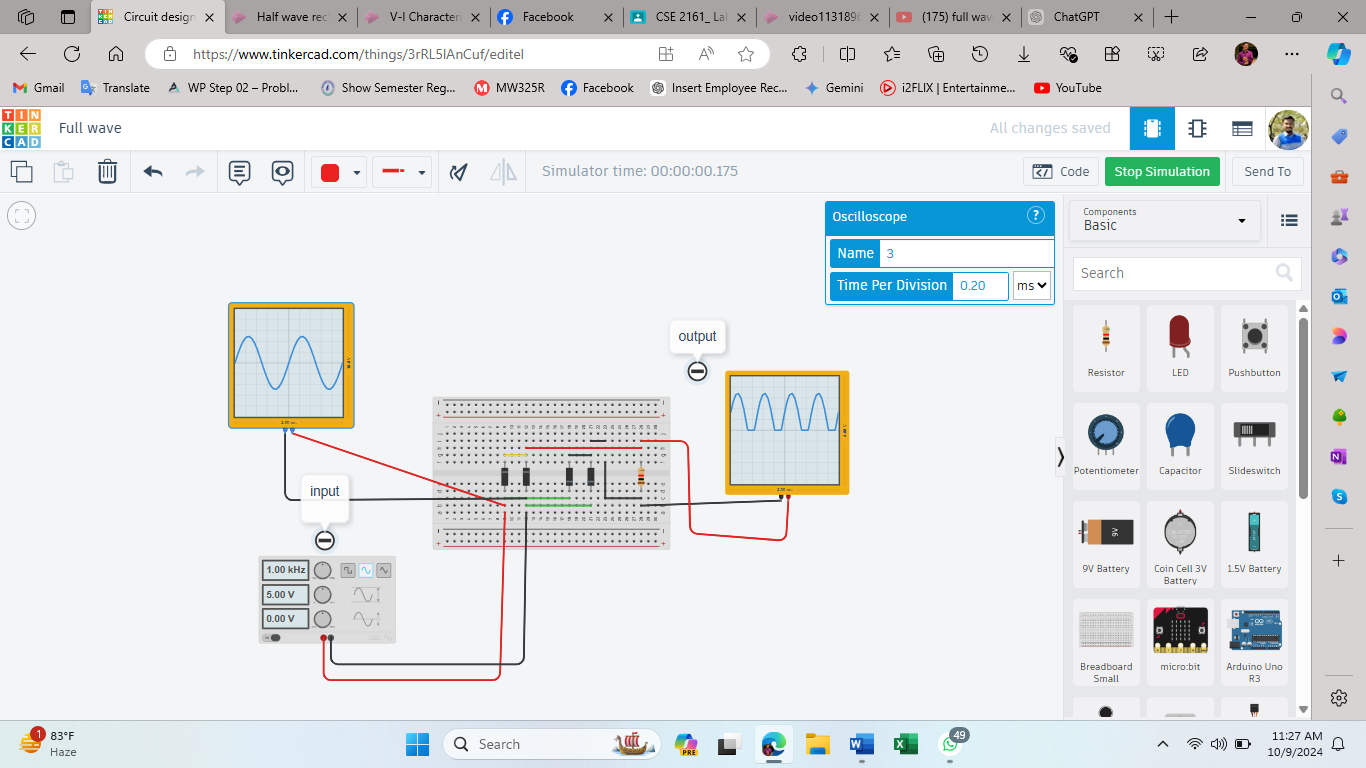 Circuit design
Half wave rec
V-I Character
Facebook
CSE 2161_ La
video1131896
(175) full wav
ChatGPT
https://www.tinkercad.com/things/3rRL5lAnCuf/editel
Gmail
Translate
WP Step 02 – Probl...
Show Semester Reg...
MW325R
Facebook
Insert Employee Rec...
Gemini
i2FLIX | Entertainme...
YouTube
TIN
KER
CAD
Full wave
All changes saved
Simulator time: 00:00:00.175
Code
Stop Simulation
Send To
Oscilloscope
?
Name
3
Time Per Division
0.20
ms
Components
Basic
Search
Resistor
LED
Pushbutton
Potentiometer
Capacitor
Slideswitch
9V
9V Battery
Coin Cell 3V
Battery
1.5V Battery
Breadboard
Small
micro:bit
Arduino Uno
R3
output
input
1.00 kHz
5.00 V
0.00 V
1
83°F
Haze
Search
PRE
49
11:27 AM
10/9/2024